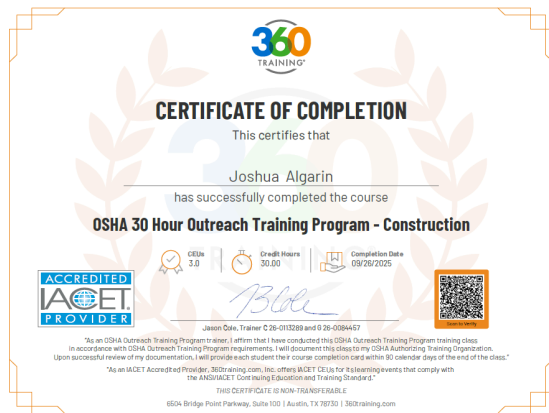 360
TRAINING®
CERTIFICATE OF COMPLETION
This certifies that
Joshua Algarin
has successfully completed the course
OSHA 30 Hour Outreach Training Program - Construction
CEUs
3.0
Credit Hours
30.00
Completion Date
09/26/2025
ACCREDITED
IACET
PROVIDER
Scan to Verify
Jason Cole, Trainer C 26-0113289 and G 26-0084457
"As an OSHA Outreach Training Program trainer, I affirm that I have conducted this OSHA Outreach Training Program training class
in accordance with OSHA Outreach Training Program requirements. I will document this class to my OSHA Authorizing Training Organization.
Upon successful review of my documentation, I will provide each student their course completion card within 90 calendar days of the end of the class."
"As an IACET Accredited Provider, 360training.com, Inc. offers IACET CEUs for its learning events that comply with
the ANSI/IACET Continuing Education and Training Standard."
THIS CERTIFICATE IS NON-TRANSFERABLE
6504 Bridge Point Parkway, Suite 100 | Austin, TX 78730 | 360training.com